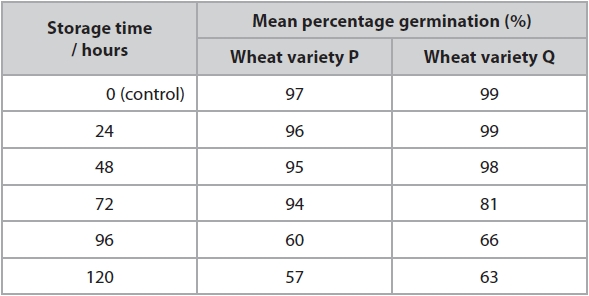 Storage time / hours
Mean percentage germination (%)
Wheat variety P Wheat variety Q
0 (control) 97 99
24 96 99
48 95 98
72 94 81
96 60 66
120 57 63